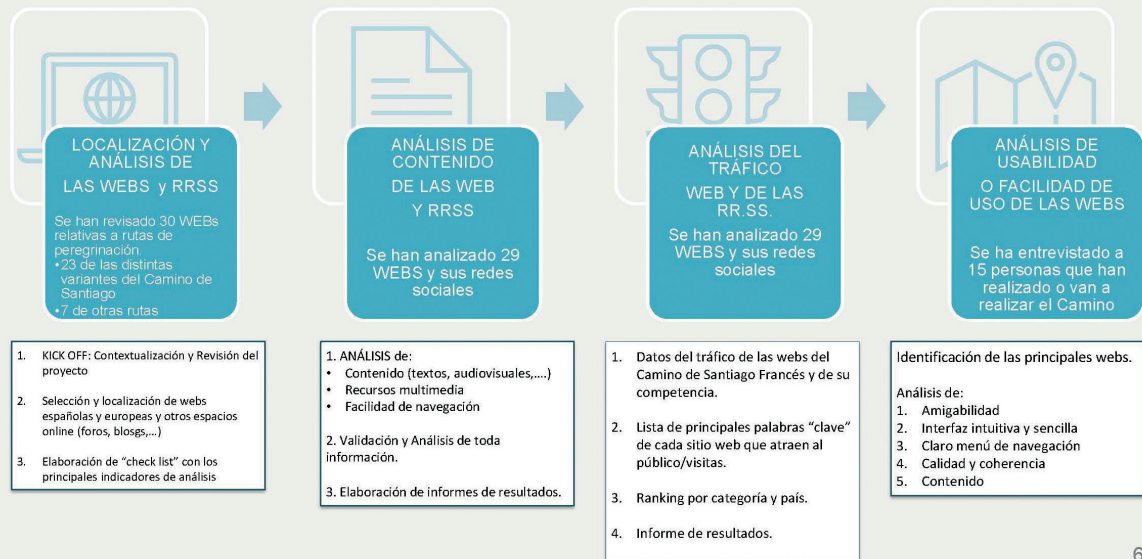 LOCALIZACIÓN Y
ANÁLISIS DE
LAS WEBS y RRSS
Se han revisado 30 WEBs
relativas a rutas de
peregrinación.
•23 de las distintas
variantes del Camino de
Santiago
•7 de otras rutas
1. KICK OFF: Contextualización y Revisión del
proyecto
2. Selección y localización de webs
españolas y europeas y otros espacios
online (foros, blosgs,...)
3. Elaboración de “check list” con los
principales indicadores de análisis
ANÁLISIS DE
CONTENIDO
DE LAS WEB
Y RRSS
Se han analizado 29
WEBS y sus redes
sociales
1. ANÁLISIS de:
• Contenido (textos, audiovisuales,....)
• Recursos multimedia
• Facilidad de navegación
2. Validación y Análisis de toda
información.
3. Elaboración de informes de resultados.
ANÁLISIS DEL
TRÁFICO
WEB Y DE LAS
RR.SS.
Se han analizado 29
WEBS y sus redes
sociales
1. Datos del tráfico de las webs del
Camino de Santiago Francés y de su
competencia.
2. Lista de principales palabras “clave”
de cada sitio web que atraen al
público/visitas.
3. Ranking por categoría y país.
4. Informe de resultados.
ANÁLISIS DE
USABILIDAD
O FACILIDAD DE
USO DE LAS WEBS
Se ha entrevistado a
15 personas que han
realizado o van a
realizar el Camino
Identificación de las principales webs.
Análisis de:
1. Amigabilidad
2. Interfaz intuitiva y sencilla
3. Claro menú de navegación
4. Calidad y coherencia
5. Contenido
6